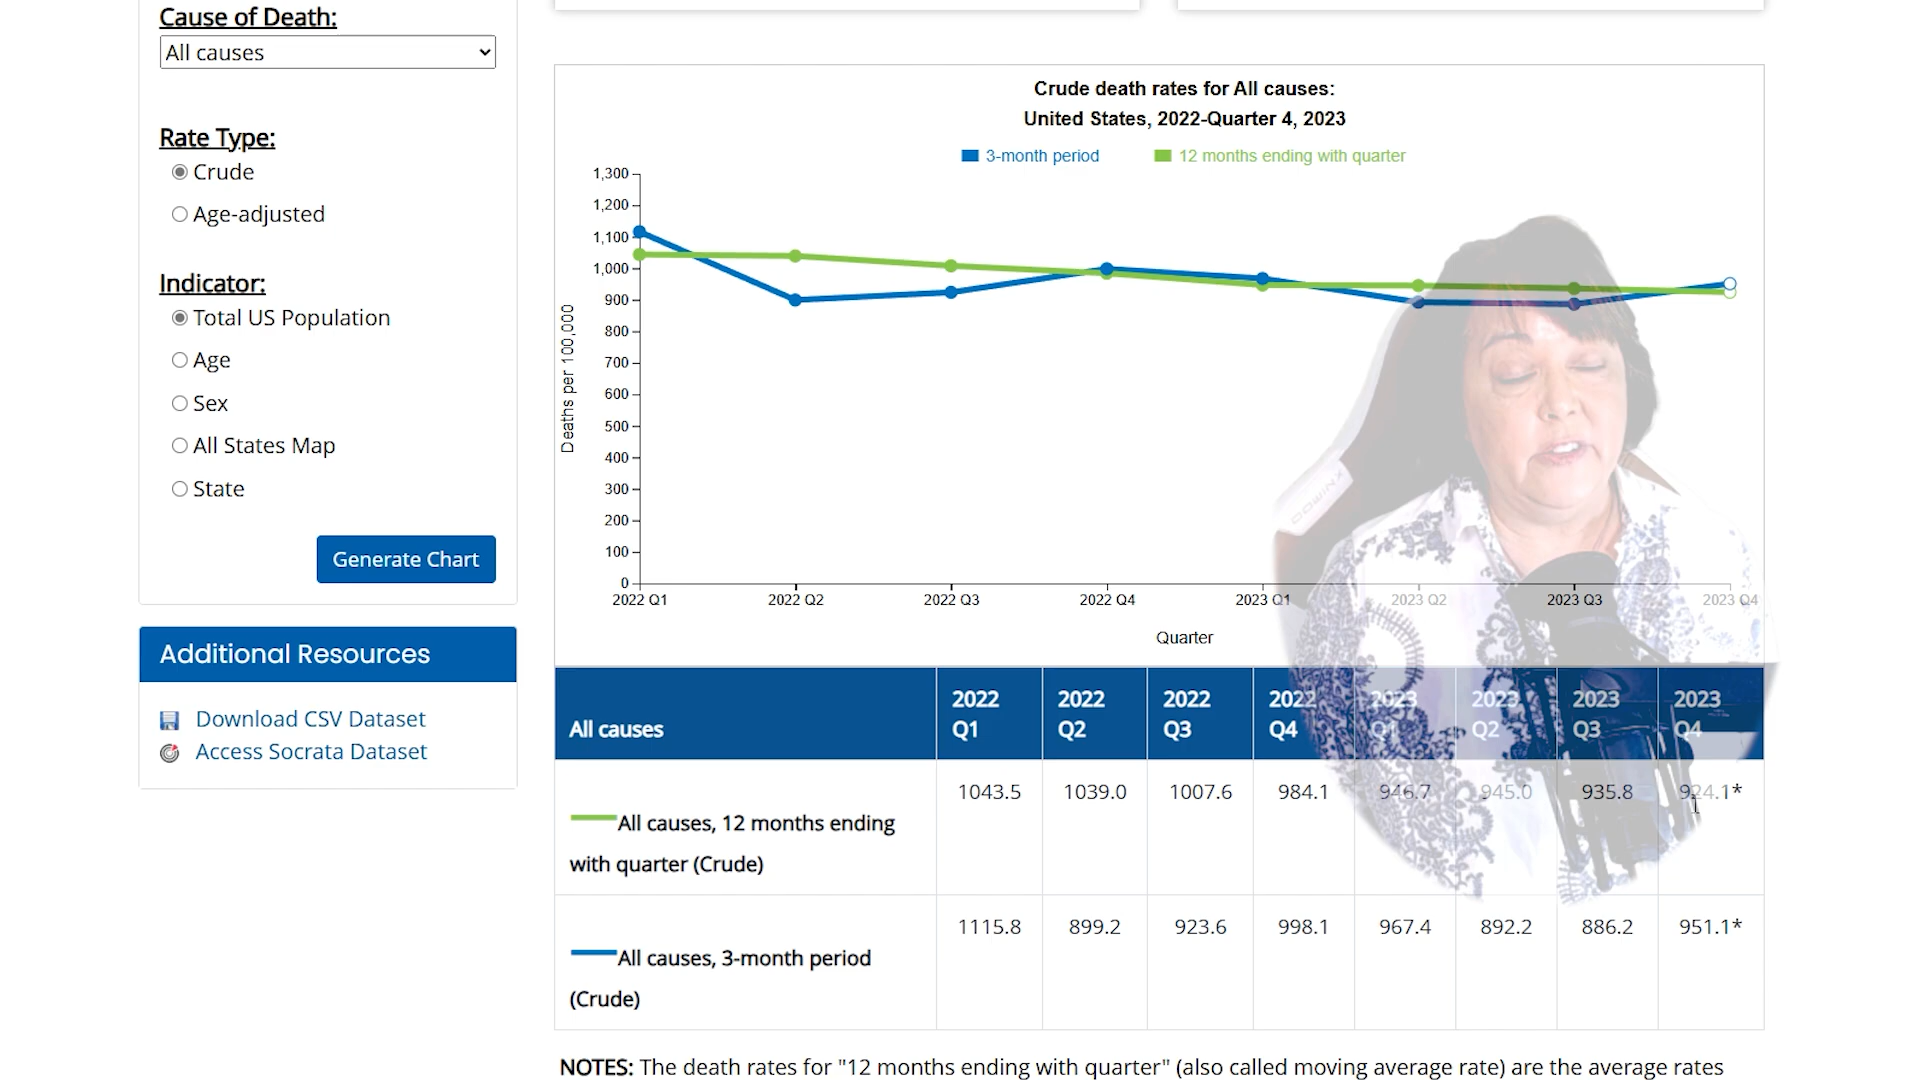 Cause of Death:
All causes
Rate Type:
Crude
Age-adjusted
Indicator:
Total US Population
Age
Sex
All States Map
State
Generate Chart
Additional Resources
Download CSV Dataset
Access Socrata Dataset
Crude death rates for All causes:
United States, 2022-Quarter 4, 2023
3-month period 12 months ending with quarter
1,300
1,200
1,100
1,000
900
800
700
600
500
400
300
200
100
0
Deaths per 100,000
2022 Q1 2022 Q2 2022 Q3 2022 Q4 2023 Q1 2023 Q2 2023 Q3 2023 Q4
Quarter
DOWINX
All causes 2022 Q1 2022 Q2 2022 Q3 2022 Q4 2023 Q1 2023 Q2 2023 Q3 2023 Q4
All causes, 12 months ending
with quarter (Crude)
1043.5 1039.0 1007.6 984.1 946.7 945.0 935.8 924.1*
All causes, 3-month period
(Crude)
1115.8 899.2 923.6 998.1 967.4 892.2 886.2 951.1*
NOTES: The death rates for "12 months ending with quarter" (also called moving average rate) are the average rates